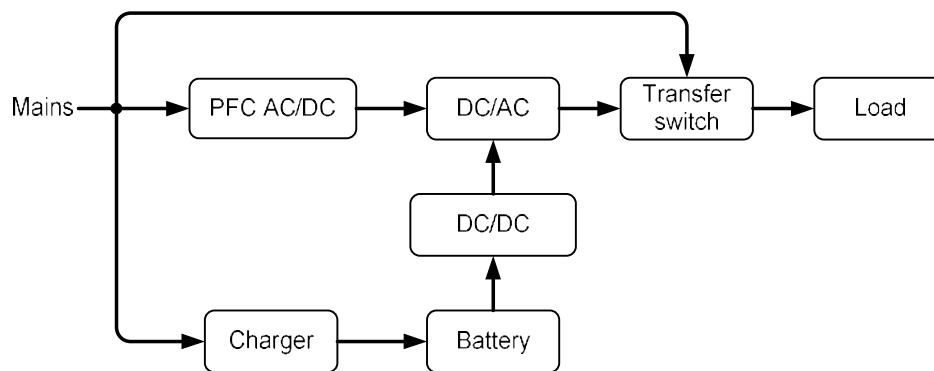 Mains
PFC AC/DC
DC/AC
Transfer
switch
Load
DC/DC
Charger
Battery